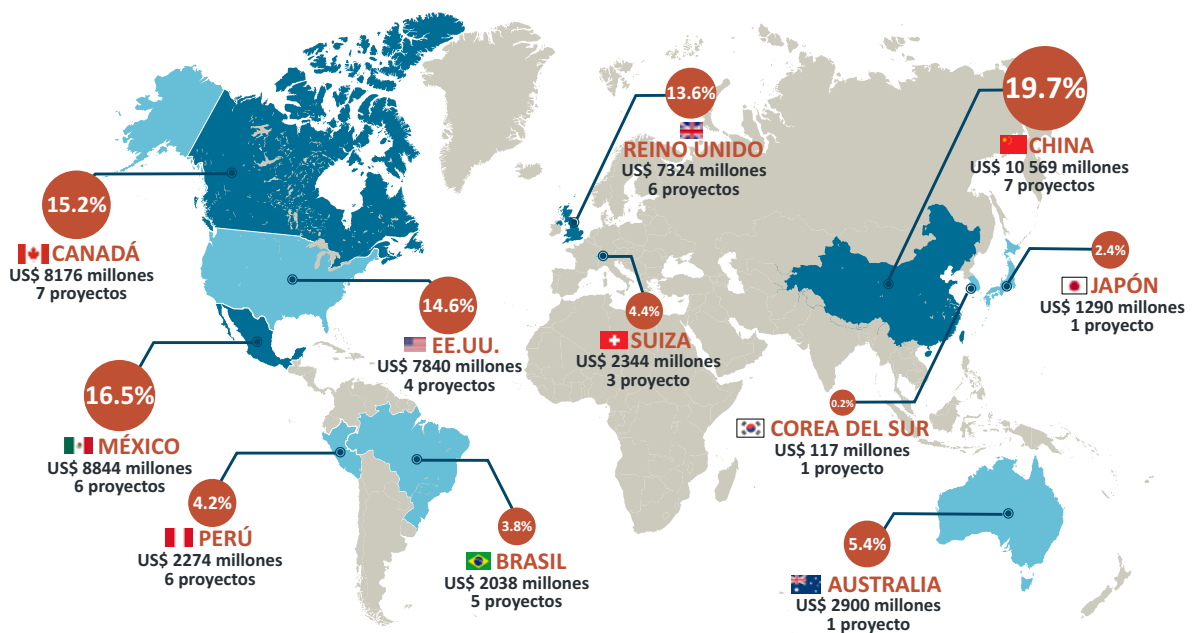 13.6%
REINO UNIDO
US$ 7324 millones
6 proyectos
19.7%
CHINA
US$ 10 569 millones
7 proyectos
15.2%
CANADÁ
US$ 8176 millones
7 proyectos
2.4%
JAPÓN
US$ 1290 millones
1 proyecto
14.6%
EE.UU.
US$ 7840 millones
4 proyectos
4.4%
SUIZA
US$ 2344 millones
3 proyecto
16.5%
MÉXICO
US$ 8844 millones
6 proyectos
0.2%
COREA DEL SUR
US$ 117 millones
1 proyecto
4.2%
PERÚ
US$ 2274 millones
6 proyectos
3.8%
BRASIL
US$ 2038 millones
5 proyectos
5.4%
AUSTRALIA
US$ 2900 millones
1 proyecto